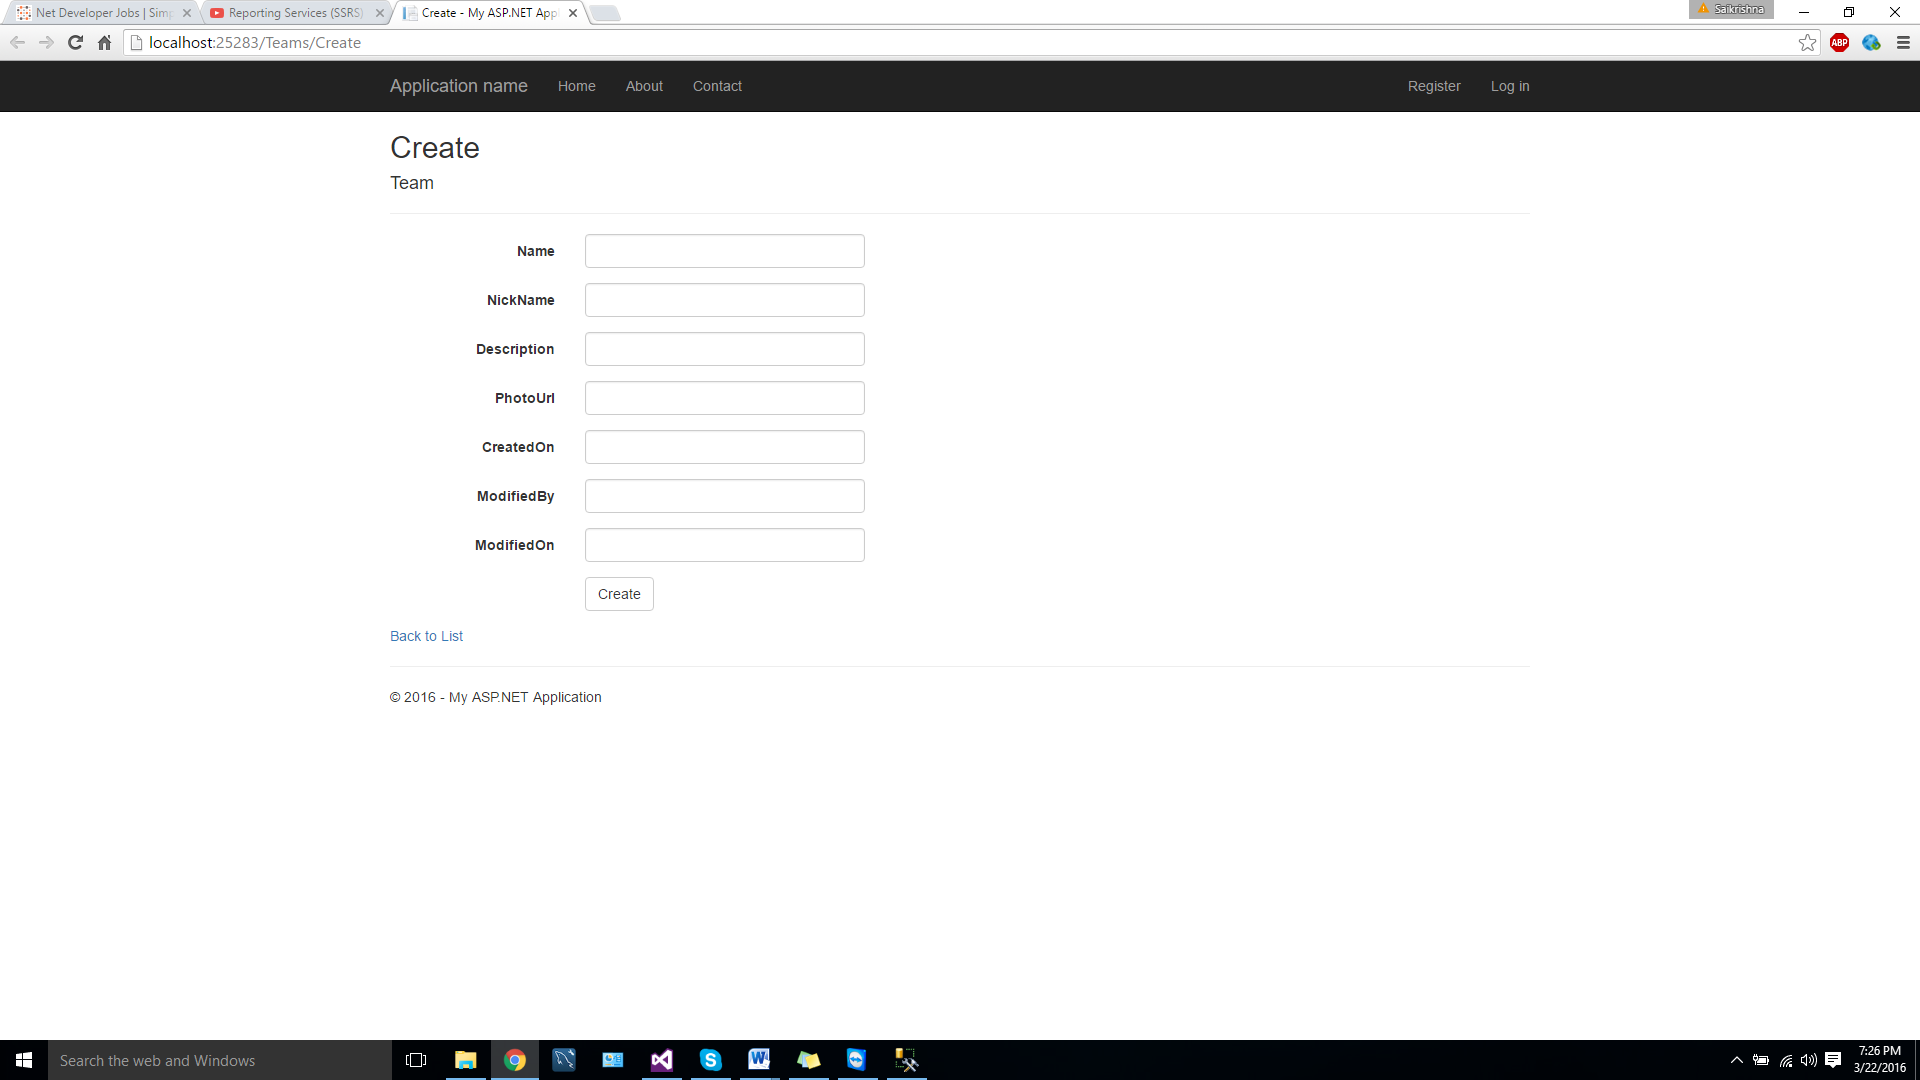 Net Developer Jobs | Simp
Reporting Services (SSRS)
Create - My ASP.NET App
Saikrishna
localhost:25283/Teams/Create
ABP
Application name
Home
About
Contact
Register
Log in
Create
Team
Name
NickName
Description
PhotoUrl
CreatedOn
ModifiedBy
ModifiedOn
Create
Back to List
© 2016 - My ASP.NET Application
Search the web and Windows
7:26 PM
3/22/2016